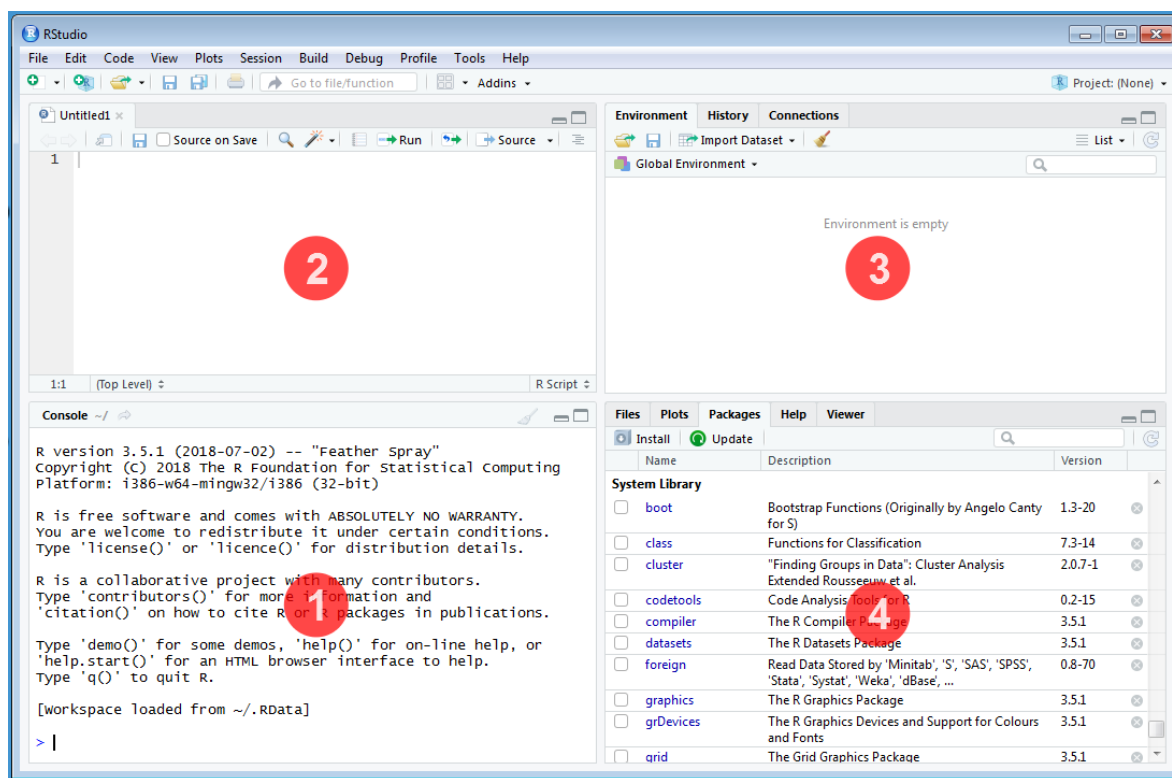 RStudio
File Edit Code View Plots Session Build Debug Profile Tools Help
Go to file/function Addins Project: (None)
Untitled1
Source on Save Run Source
1
2
1:1 (Top Level) R Script
Environment History Connections
Import Dataset List
Global Environment
Environment is empty
3
Console ~/
R version 3.5.1 (2018-07-02) -- "Feather Spray"
Copyright (C) 2018 The R Foundation for Statistical Computing
Platform: i386-w64-mingw32/i386 (32-bit)
R is free software and comes with ABSOLUTELY NO WARRANTY.
You are welcome to redistribute it under certain conditions.
Type 'license()' or 'licence()' for distribution details.
R is a collaborative project with many contributors.
Type 'contributors()' for more information and
'citation()' on how to cite R or R packages in publications.
1
Type 'demo()' for some demos, 'help()' for on-line help, or
'help.start()' for an HTML browser interface to help.
Type 'q()' to quit R.
[Workspace loaded from ~/.RData]
>
Files Plots Packages Help Viewer
Install Update
Name Description Version
System Library
boot Bootstrap Functions (Originally by Angelo Canty 1.3-20
for S)
class Functions for Classification 7.3-14
cluster "Finding Groups in Data": Cluster Analysis 2.0.7-1
Extended Rousseeuw et al.
codetools Code Analysis Tools for R 0.2-15
4
compiler The R Compiler Package 3.5.1
datasets The R Datasets Package 3.5.1
foreign Read Data Stored by 'Minitab', 'S', 'SAS', 'SPSS', 0.8-70
'Stata', 'Systat', 'Weka', 'dBase', ...
graphics The R Graphics Package 3.5.1
grDevices The R Graphics Devices and Support for Colours 3.5.1
and Fonts
grid The Grid Graphics Package 3.5.1